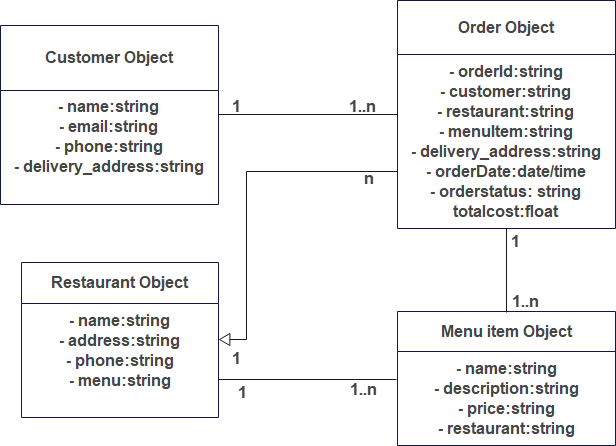 Customer Object
- name:string
- email:string
- phone:string
- delivery_address:string
1
1..n
Order Object
- orderId:string
- customer:string
- restaurant:string
- menuItem:string
- delivery_address:string
- orderDate:date/time
- orderstatus: string
totalcost:float
n
1
1
1..n
Restaurant Object
- name:string
- address:string
- phone:string
- menu:string
1
1..n
Menu item Object
- name:string
- description:string
- price:string
- restaurant:string